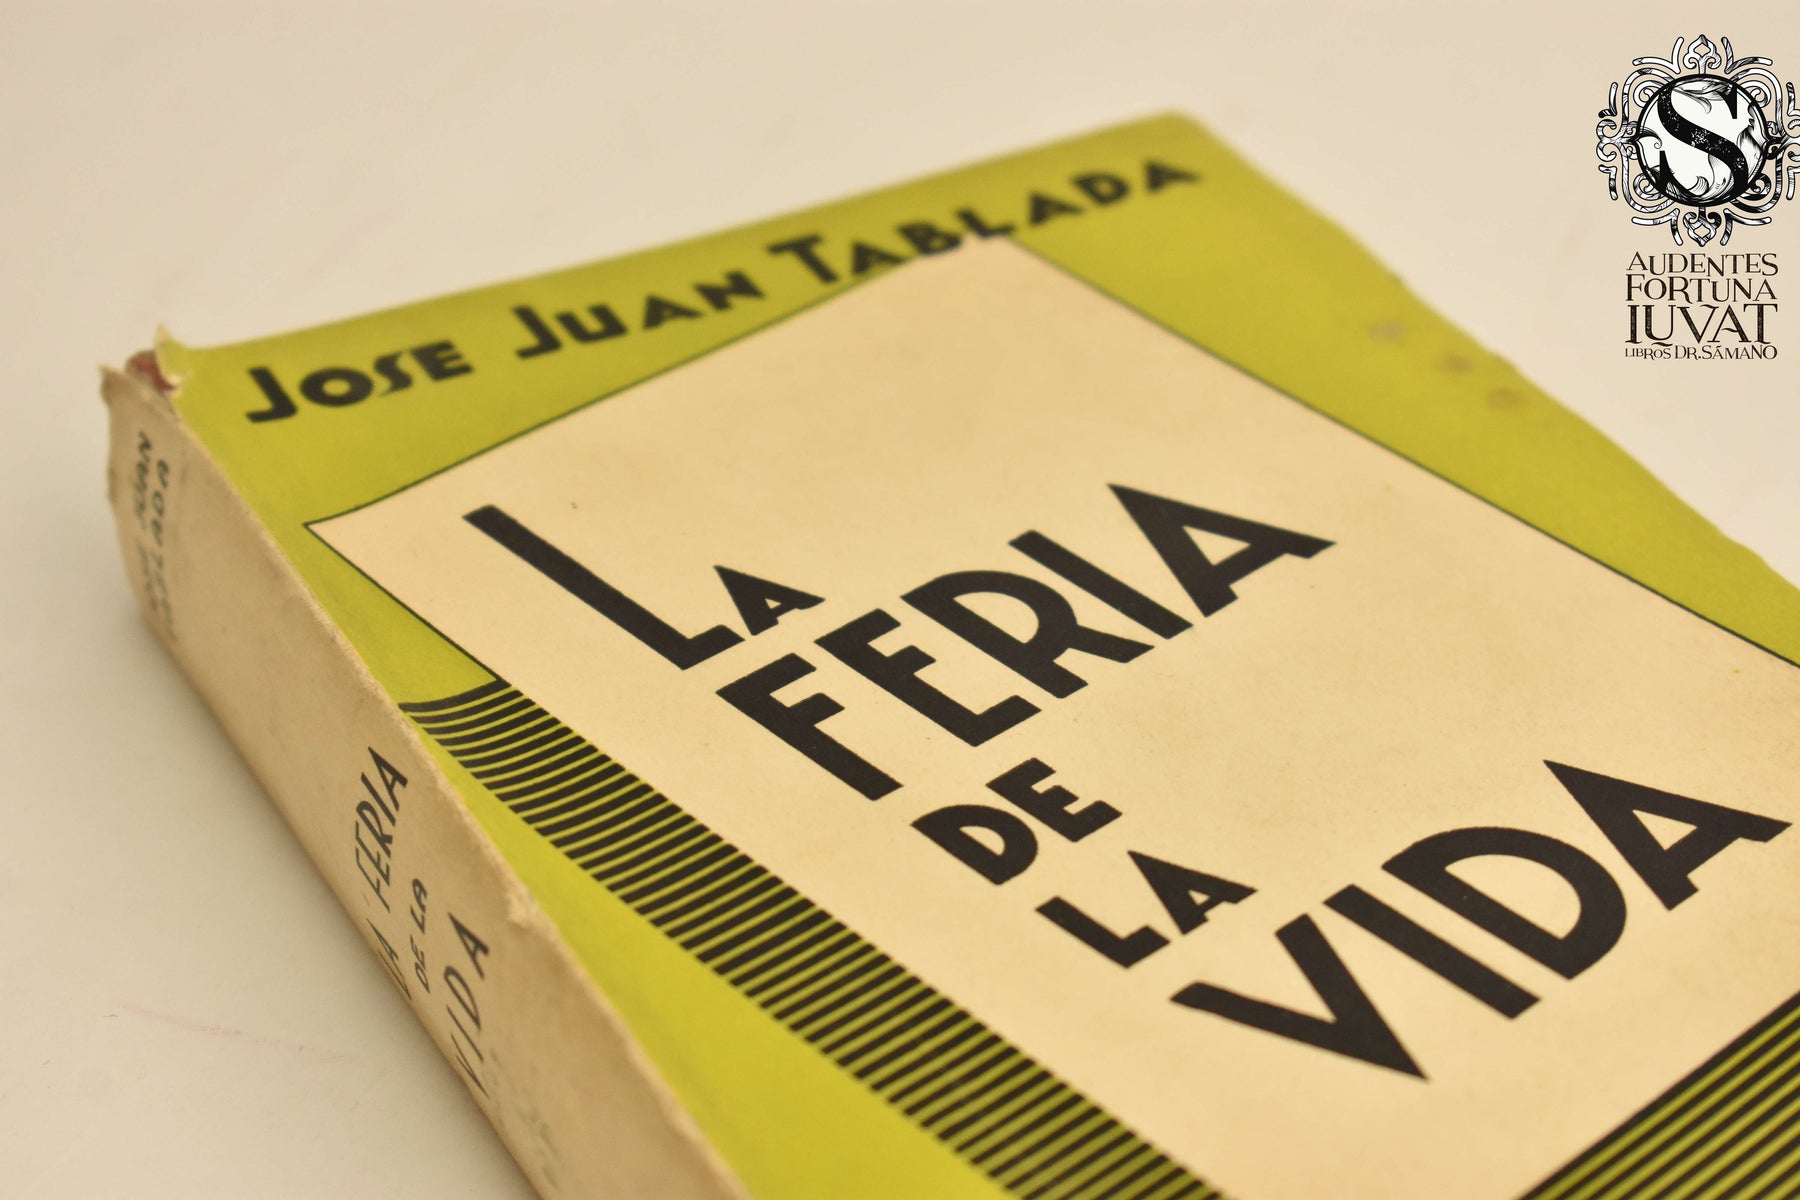 JOSE JUAN TABLADA
LA
FERIA
DE
LA
VIDA
JUAN
TABLADA
LA FERIA
DE LA
VIDA
S
AUDENTES
FORTUNA
IUVAT
LIBROS DR. SÁMANO